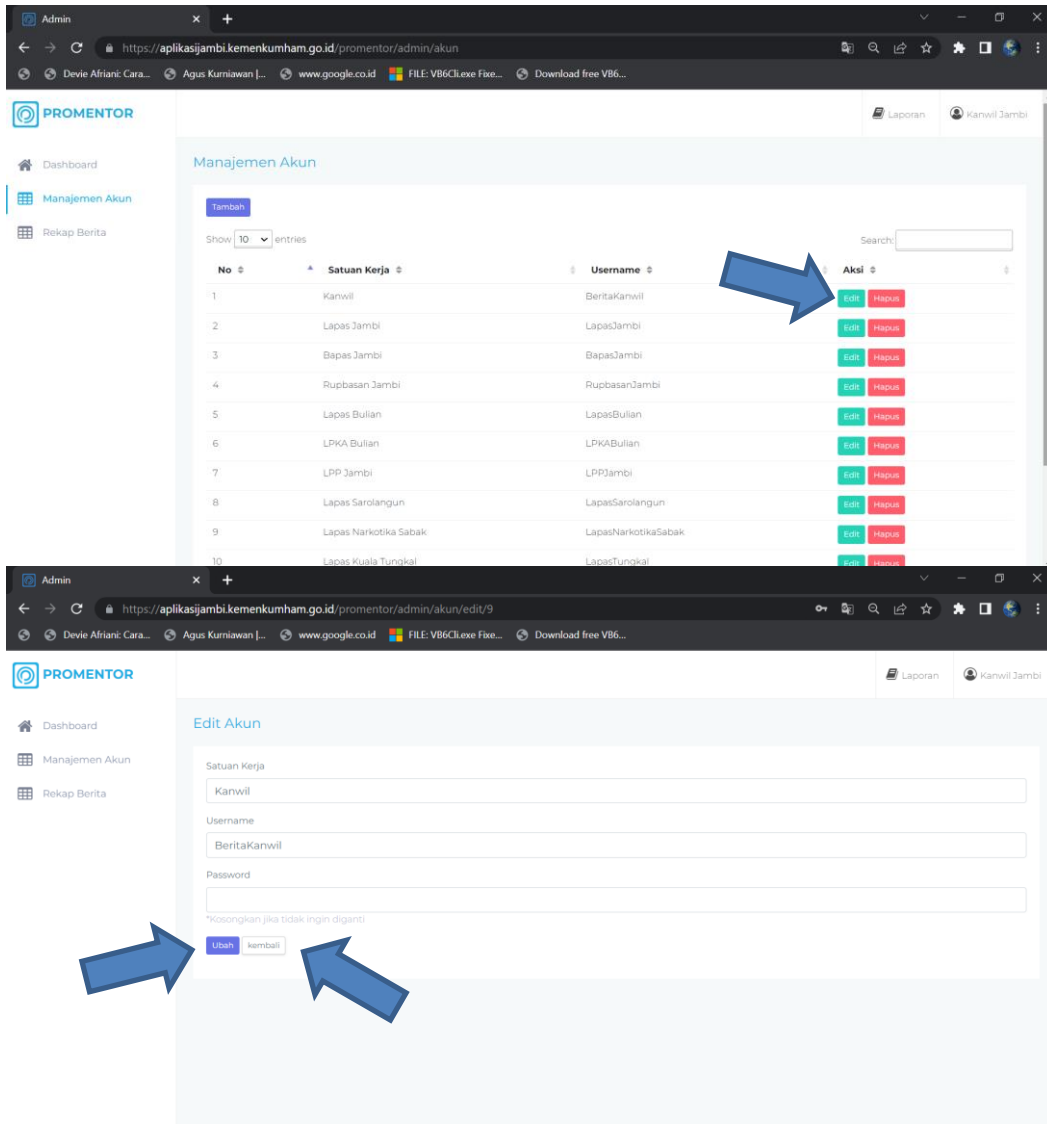 Admin
https://aplikasijambi.kemenkumham.go.id/promentor/admin/akun
Devie Afriani: Cara... Agus Kurniawan |... www.google.co.id FILE: VB6Cli.exe Fixe... Download free VB6...
PROMENTOR Laporan Kanwil Jambi
Dashboard
Manajemen Akun
Rekap Berita
Manajemen Akun
Tambah
Show 10 entries Search:
No Satuan Kerja Username Aksi
1 Kanwil BeritaKanwil Edit Hapus
2 Lapas Jambi LapasJambi Edit Hapus
3 Bapas Jambi BapasJambi Edit Hapus
4 Rupbasan Jambi RupbasanJambi Edit Hapus
5 Lapas Bulian LapasBulian Edit Hapus
6 LPKA Bulian LPKABulian Edit Hapus
7 LPP Jambi LPPJambi Edit Hapus
8 Lapas Sarolangun LapasSarolangun Edit Hapus
9 Lapas Narkotika Sabak LapasNarkotikaSabak Edit Hapus
10 Lapas Kuala Tungkal LapasTungkal Edit Hapus
Admin
https://aplikasijambi.kemenkumham.go.id/promentor/admin/akun/edit/9
Devie Afriani: Cara... Agus Kurniawan |... www.google.co.id FILE: VB6Cli.exe Fixe... Download free VB6...
PROMENTOR Laporan Kanwil Jambi
Dashboard
Manajemen Akun
Rekap Berita
Edit Akun
Satuan Kerja
Kanwil
Username
BeritaKanwil
Password
*Kosongkan jika tidak ingin diganti
Ubah kembali